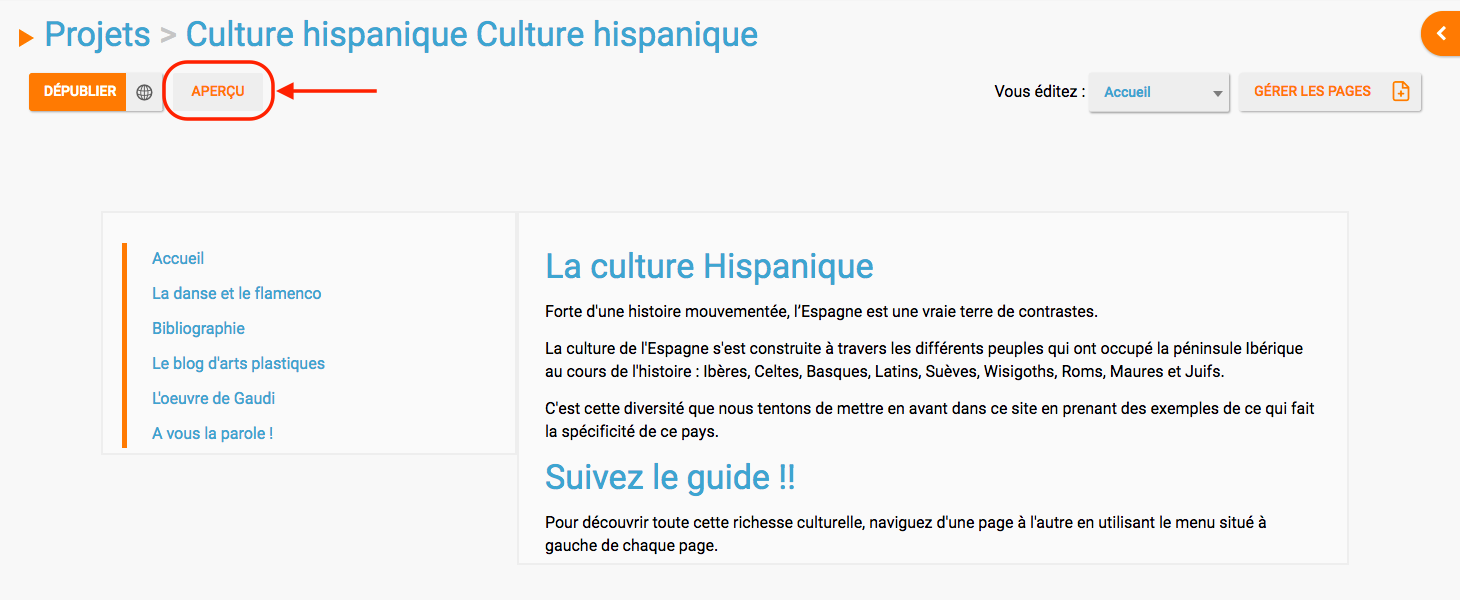 Projets > Culture hispanique Culture hispanique
DÉPUBLIER
APERÇU
Vous éditez :
Accueil
GÉRER LES PAGES
Accueil
La danse et le flamenco
Bibliographie
Le blog d'arts plastiques
L'oeuvre de Gaudi
A vous la parole !
La culture Hispanique
Forte d'une histoire mouvementée, l’Espagne est une vraie terre de contrastes.
La culture de l'Espagne s'est construite à travers les différents peuples qui ont occupé la péninsule Ibérique
au cours de l'histoire : Ibères, Celtes, Basques, Latins, Suèves, Wisigoths, Roms, Maures et Juifs.
C'est cette diversité que nous tentons de mettre en avant dans ce site en prenant des exemples de ce qui fait
la spécificité de ce pays.
Suivez le guide !!
Pour découvrir toute cette richesse culturelle, naviguez d'une page à l'autre en utilisant le menu situé à
gauche de chaque page.